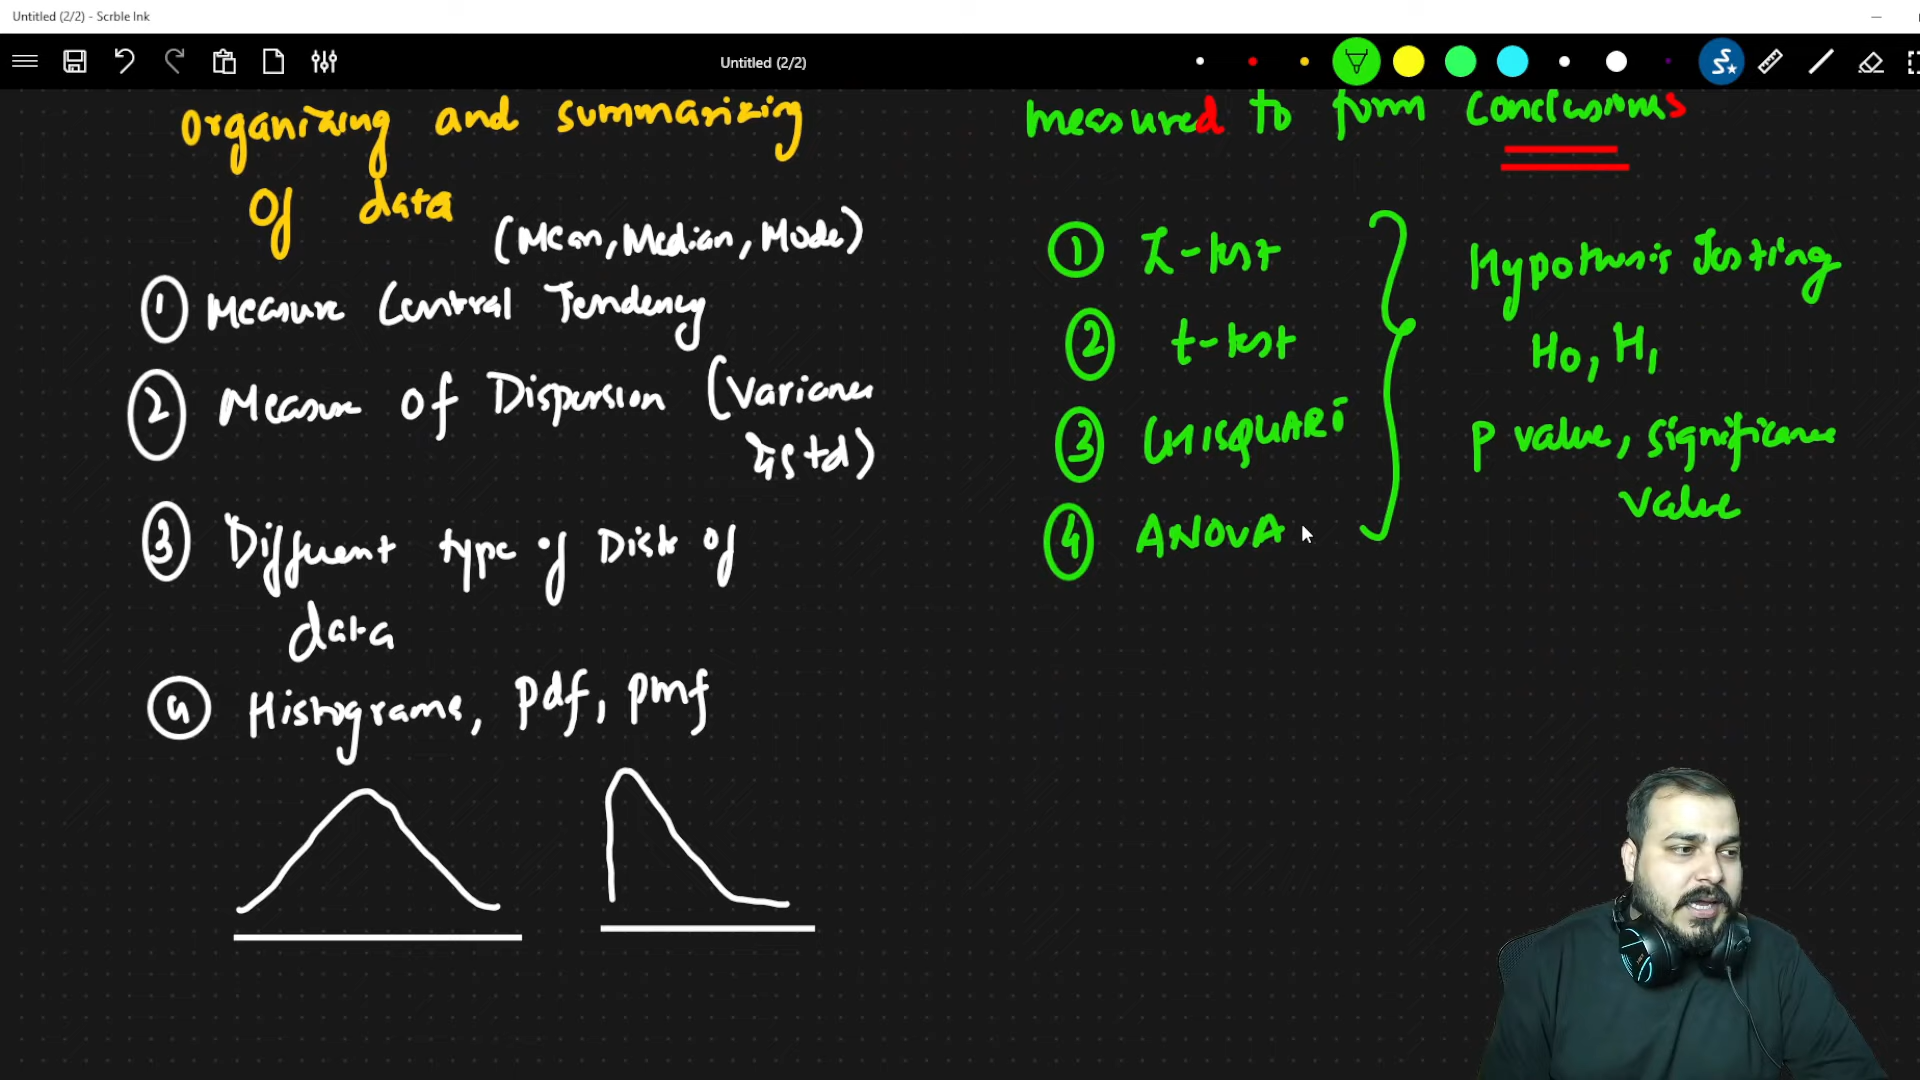 Untitled (2/2) - Scrble Ink
Untitled (2/2)
organizing and summarizing
Of data
(Mean, Median, Mode)
① Measure Central Tendency
② Measure Of Dispersion (Variance
& std)
③ Different type of Distr of
data
④ Histograms, pdf, pmf
measured to form conclusions
① Z-test
② t-test
③ CHISQUARE
④ ANOVA
Hypothesis Testing
H0, H1
P value, significance
value